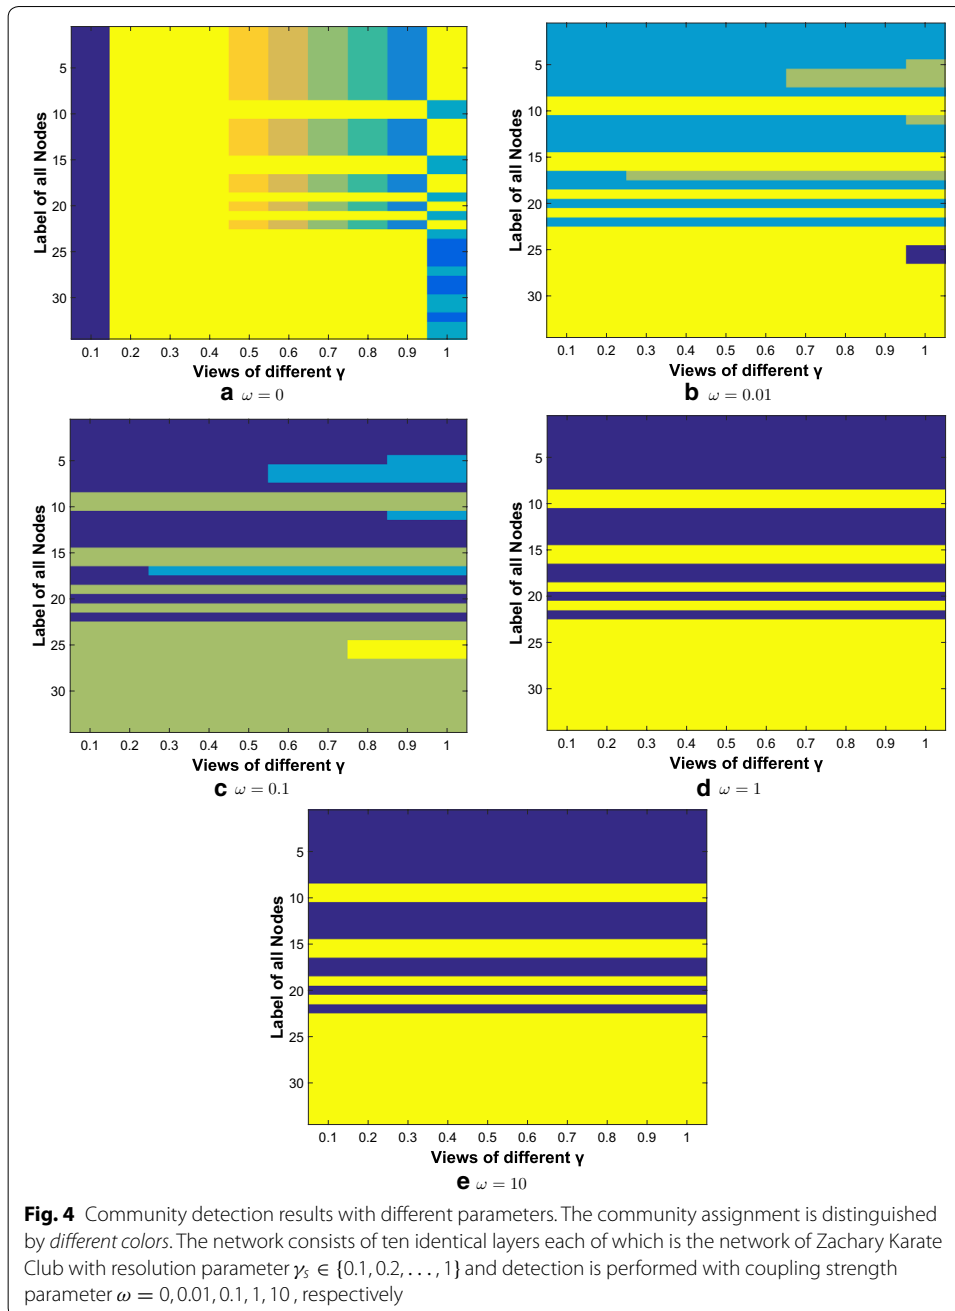 5
10
15
20
25
30
Label of all Nodes
0.1 0.2 0.3 0.4 0.5 0.6 0.7 0.8 0.9 1
Views of different γ
a ω = 0
5
10
15
20
25
30
Label of all Nodes
0.1 0.2 0.3 0.4 0.5 0.6 0.7 0.8 0.9 1
Views of different γ
b ω = 0.01
5
10
15
20
25
30
Label of all Nodes
0.1 0.2 0.3 0.4 0.5 0.6 0.7 0.8 0.9 1
Views of different γ
c ω = 0.1
5
10
15
20
25
30
Label of all Nodes
0.1 0.2 0.3 0.4 0.5 0.6 0.7 0.8 0.9 1
Views of different γ
d ω = 1
5
10
15
20
25
30
Label of all Nodes
0.1 0.2 0.3 0.4 0.5 0.6 0.7 0.8 0.9 1
Views of different γ
e ω = 10
Fig. 4 Community detection results with different parameters. The community assignment is distinguished
by different colors. The network consists of ten identical layers each of which is the network of Zachary Karate
Club with resolution parameter γs ∈ {0.1, 0.2, . . . , 1} and detection is performed with coupling strength
parameter ω = 0, 0.01, 0.1, 1, 10 , respectively